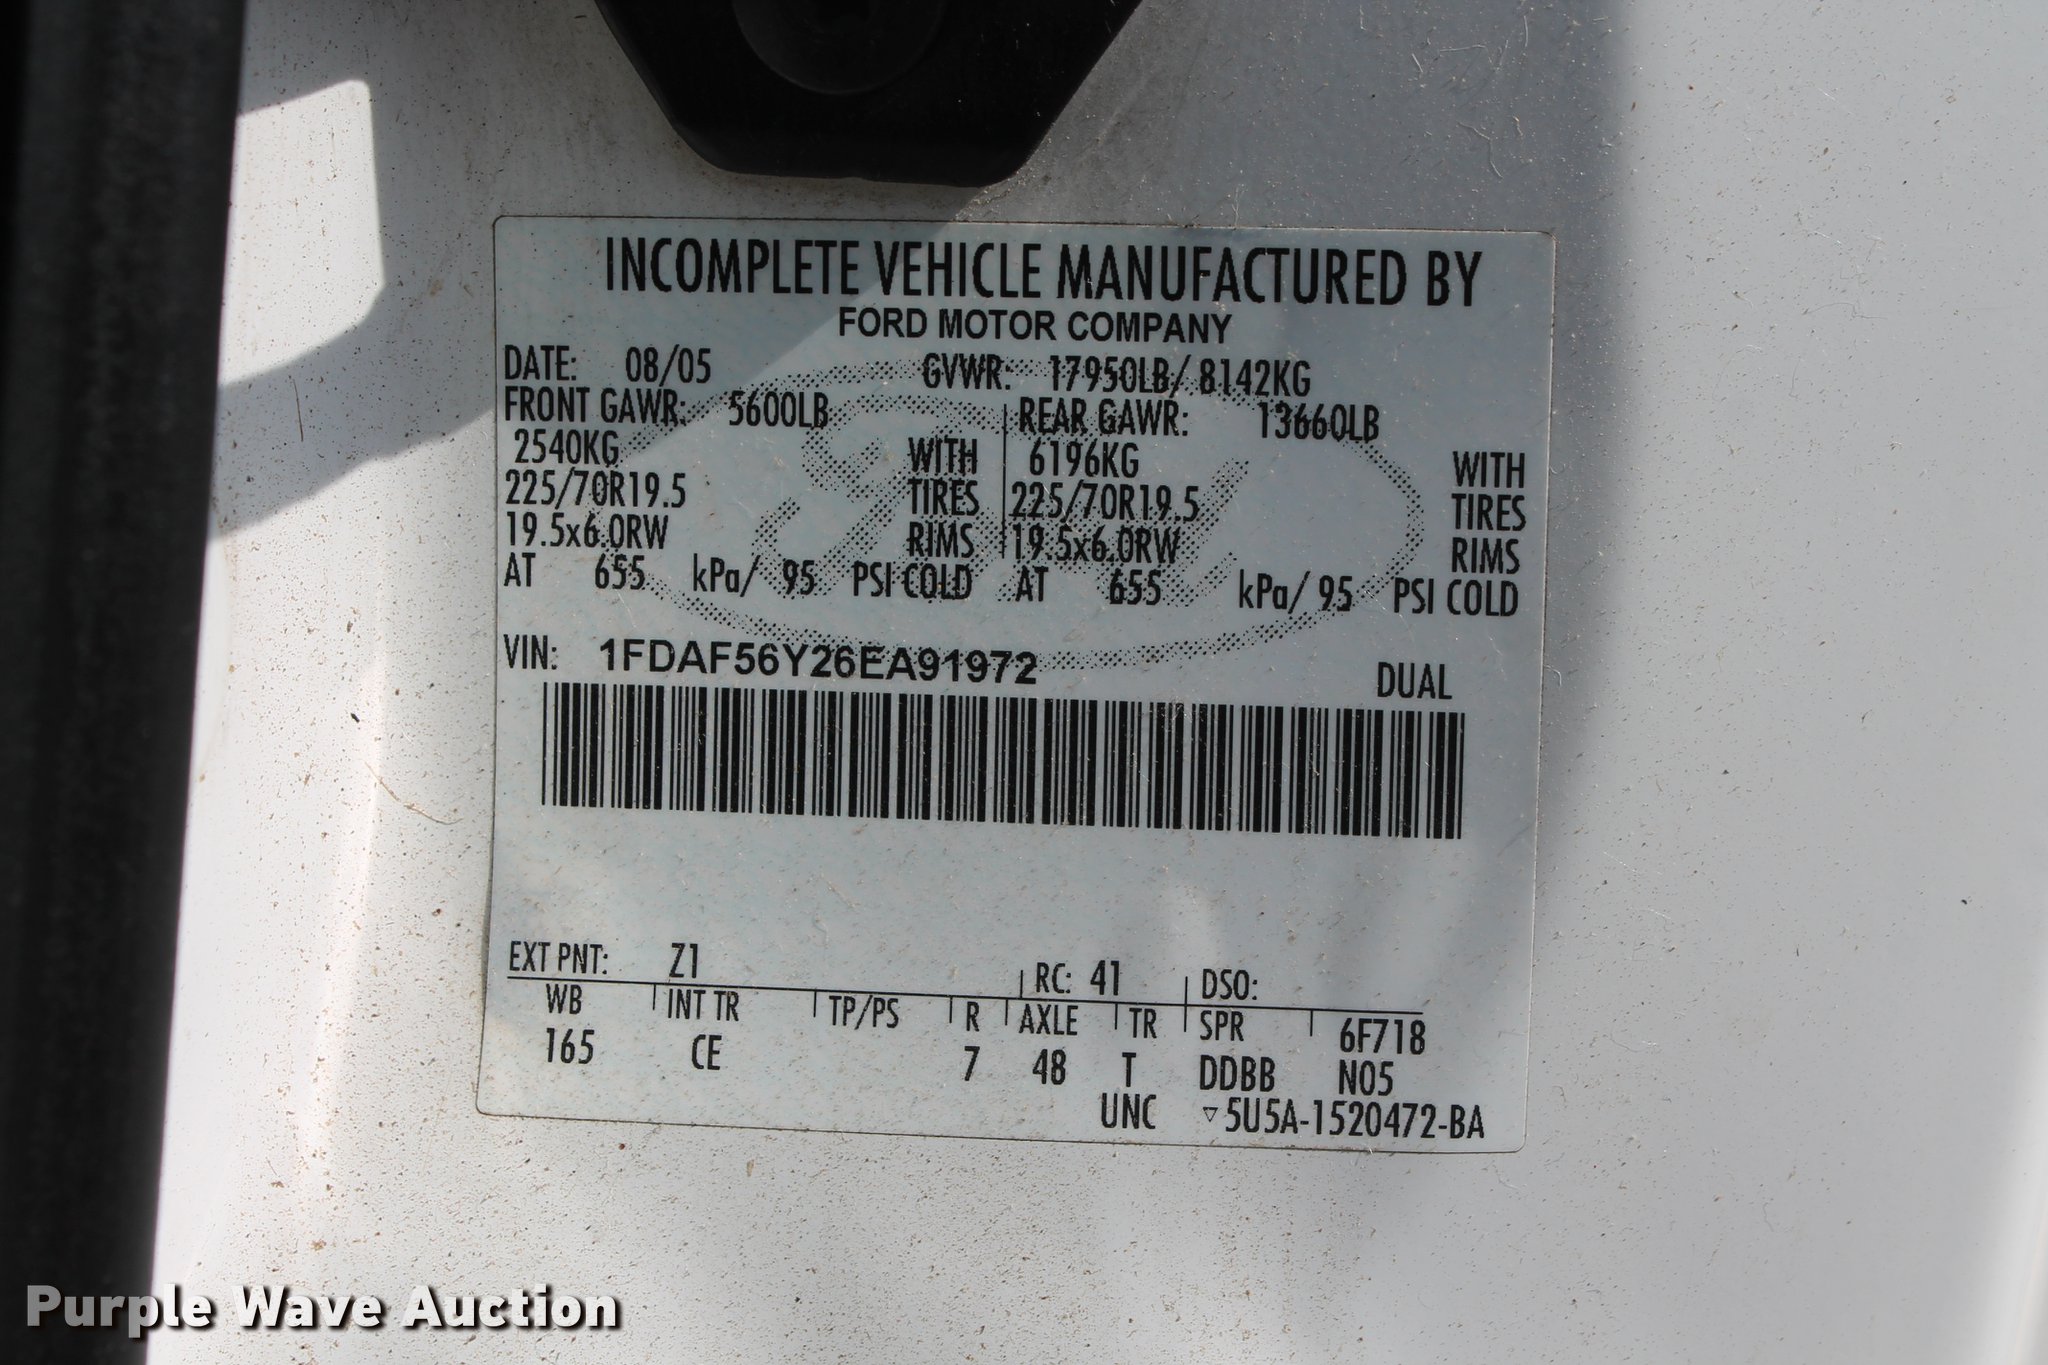 INCOMPLETE VEHICLE MANUFACTURED BY
FORD MOTOR COMPANY
DATE: 08/05 GVWR: 17950LB/ 8142KG
FRONT GAWR: 5600LB REAR GAWR: 13660LB
2540KG WITH 6196KG WITH
225/70R19.5 TIRES 225/70R19.5 TIRES
19.5x6.0RW RIMS 19.5x6.0RW RIMS
AT 655 kPa/ 95 PSI COLD AT 655 kPa/ 95 PSI COLD
VIN: 1FDAF56Y26EA91972 DUAL
EXT PNT: Z1 RC: 41 DSO:
WB INT TR TP/PS R AXLE TR SPR 6F718
165 CE 7 48 T DDBB N05
UNC ▽5U5A-1520472-BA
Purple Wave Auction